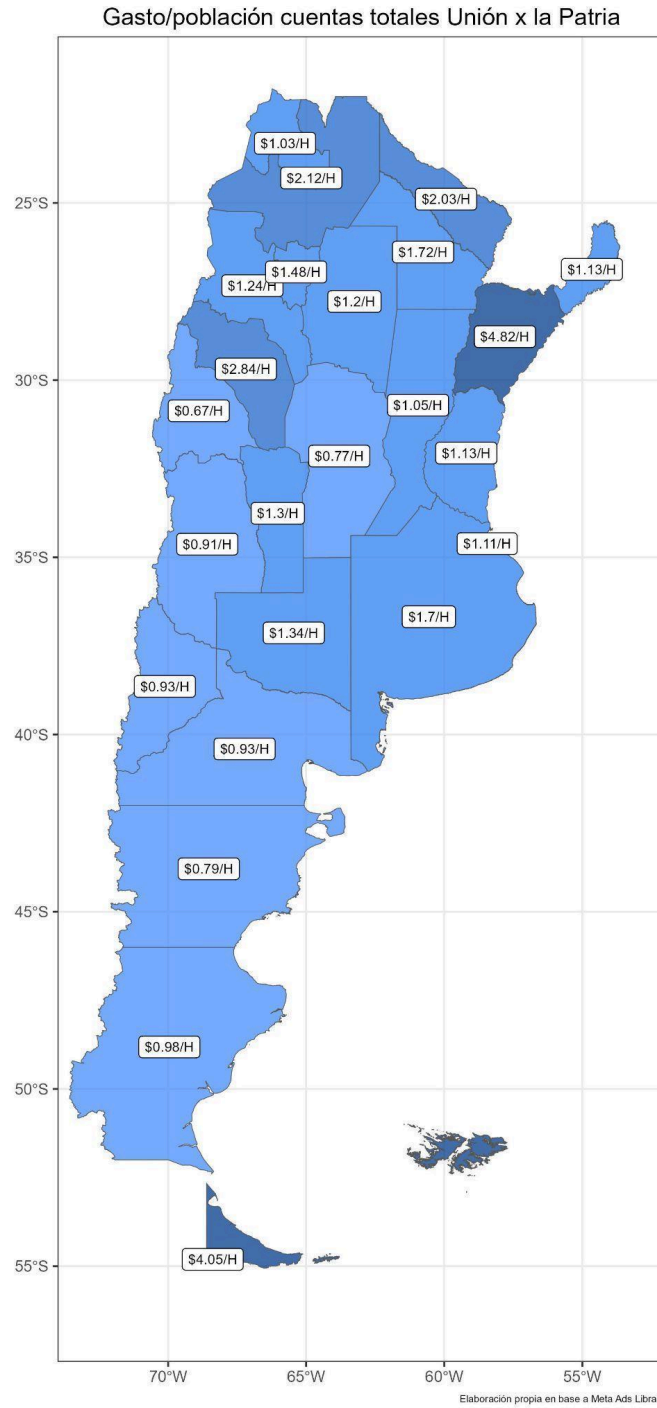 Gasto/población cuentas totales Unión x la Patria
$1.03/H
$2.12/H
25°S
$2.03/H
$1.72/H
$1.13/H
$1.48/H
$1.24/H
$1.2/H
$4.82/H
$2.84/H
30°S
$1.05/H
$0.67/H
$1.13/H
$0.77/H
$1.3/H
$0.91/H
$1.11/H
35°S
$1.7/H
$1.34/H
$0.93/H
40°S
$0.93/H
$0.79/H
45°S
$0.98/H
50°S
$4.05/H
55°S
70°W 65°W 60°W 55°W
Elaboración propia en base a Meta Ads Libra